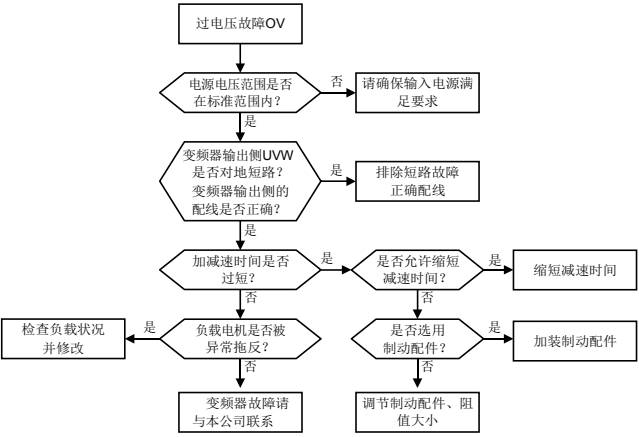 过电压故障OV
电源电压范围是否
在标准范围内？
否
请确保输入电源满
足要求
是
变频器输出侧UVW
是否对地短路？
变频器输出侧的
配线是否正确？
是
排除短路故障
正确配线
是
加减速时间是否
过短？
是
是否允许缩短
减速时间？
是
缩短减速时间
否
否
检查负载状况
并修改
是
负载电机是否被
异常拖反？
是否选用
制动配件？
是
加装制动配件
否
否
变频器故障请
与本公司联系
调节制动配件、阻
值大小